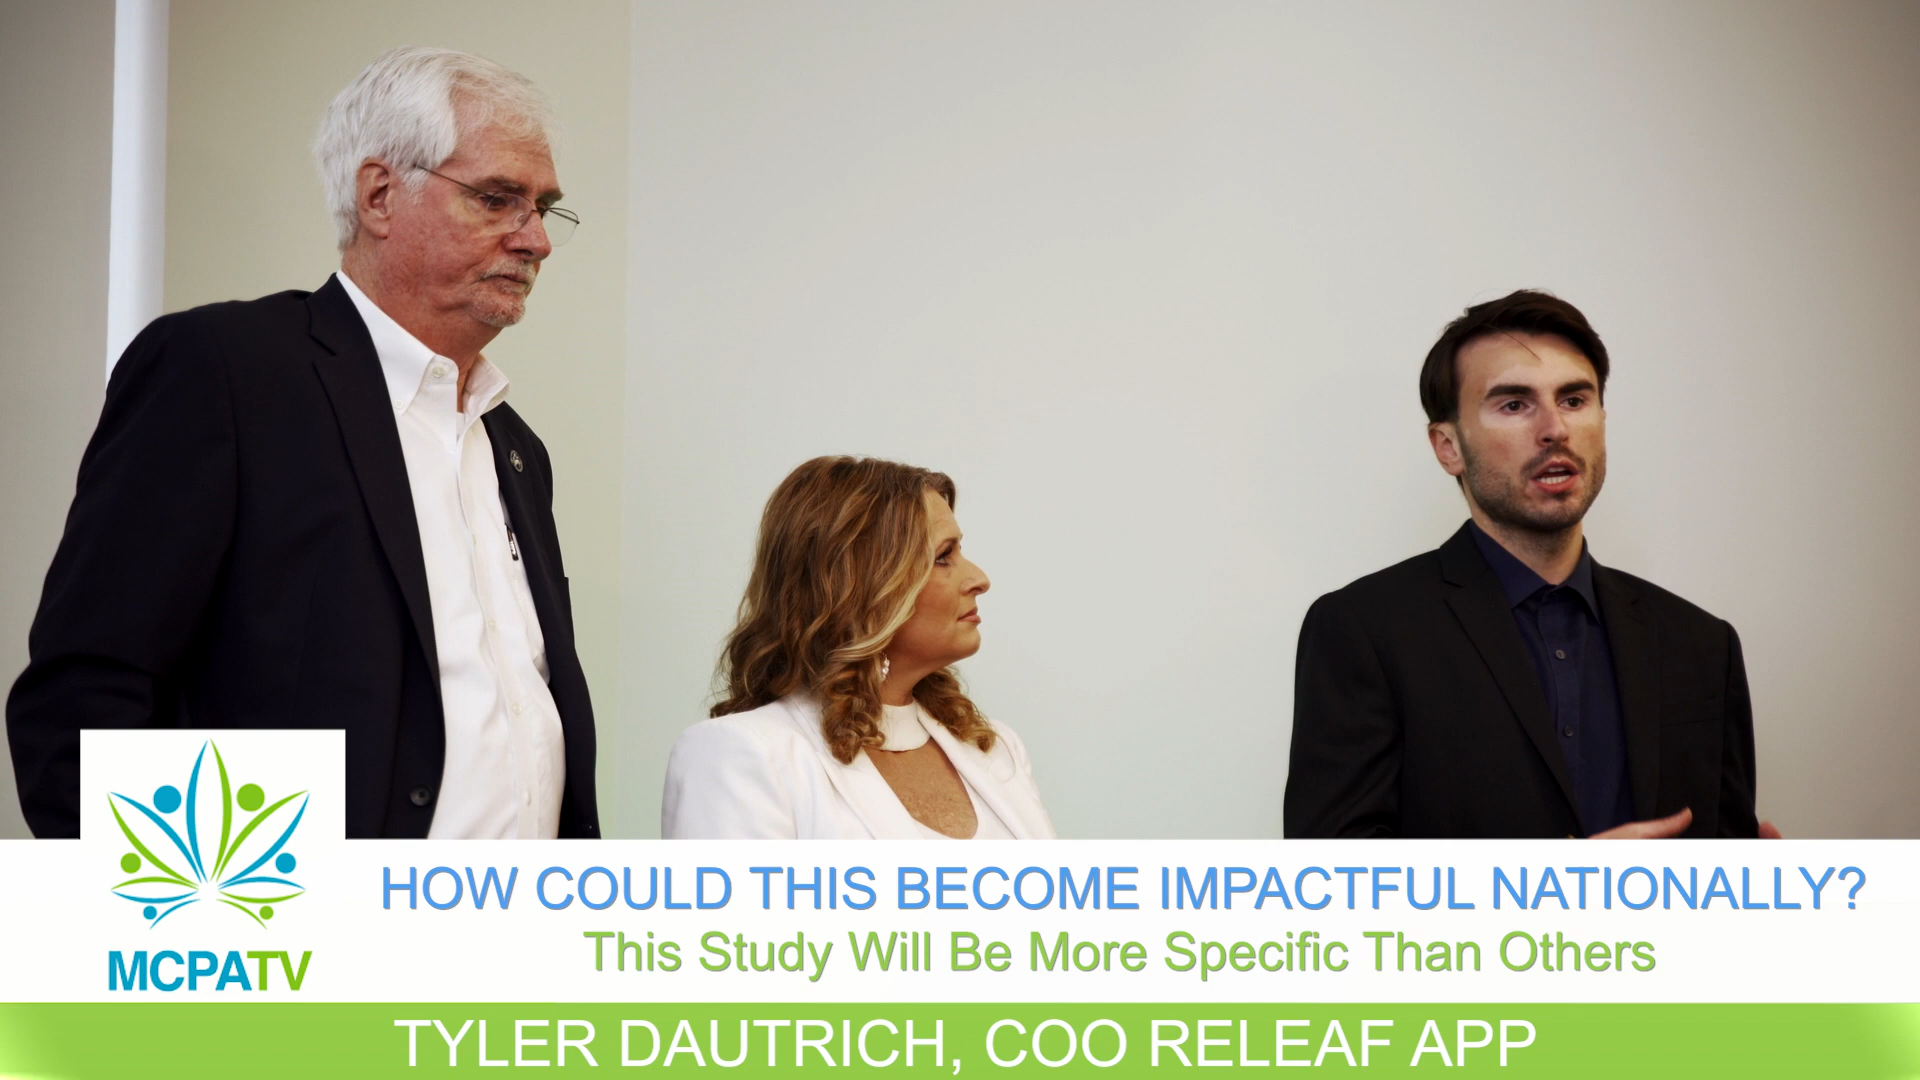 HOW COULD THIS BECOME IMPACTFUL NATIONALLY?
This Study Will Be More Specific Than Others
MCPATV
TYLER DAUTRICH, COO RELEAF APP